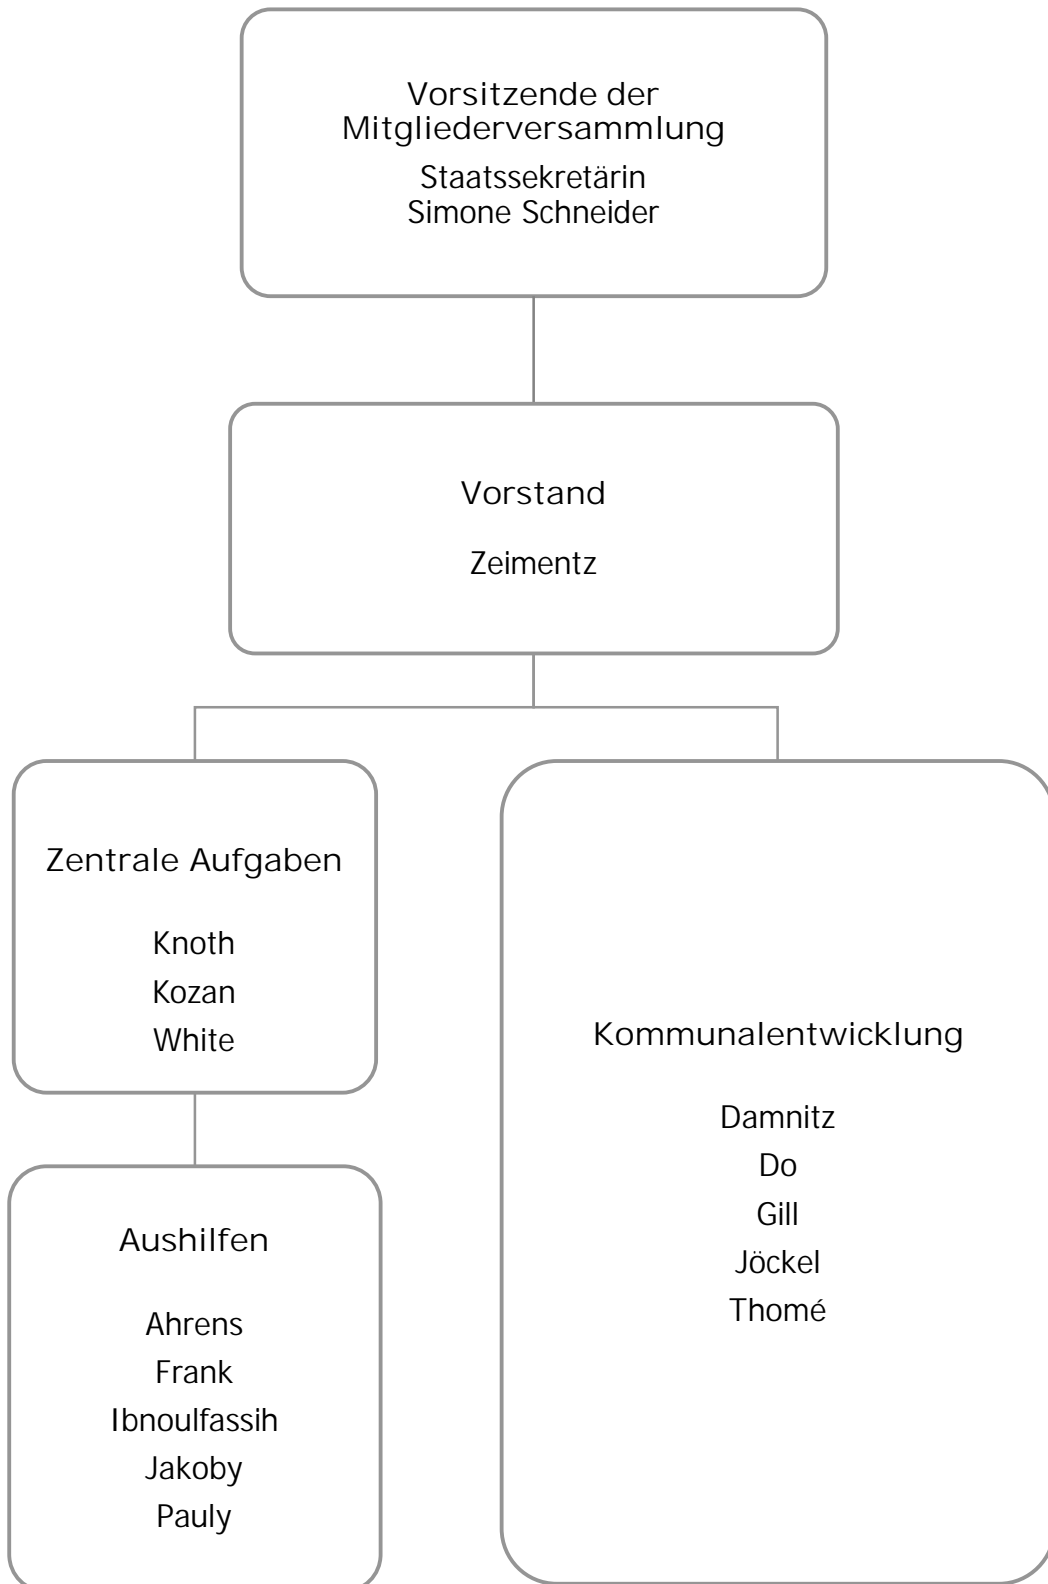 Vorsitzende der
Mitgliederversammlung
Staatssekretärin
Simone Schneider
Vorstand
Zeimentz
Zentrale Aufgaben
Knoth
Kozan
White
Aushilfen
Ahrens
Frank
Ibnoulfassih
Jakoby
Pauly
Kommunalentwicklung
Damnitz
Do
Gill
Jöckel
Thomé